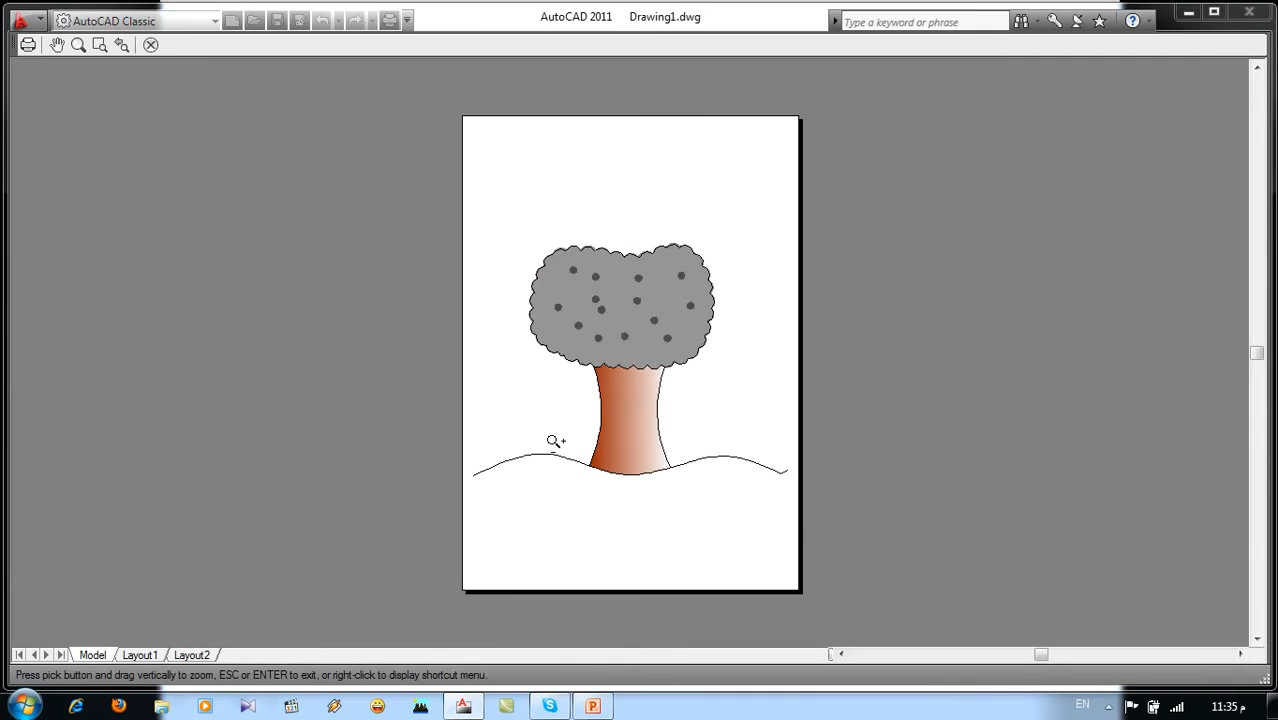 AutoCAD Classic
AutoCAD 2011 Drawing1.dwg
Type a keyword or phrase
Model Layout1 Layout2
Press pick button and drag vertically to zoom, ESC or ENTER to exit, or right-click to display shortcut menu.
EN
11:35 م